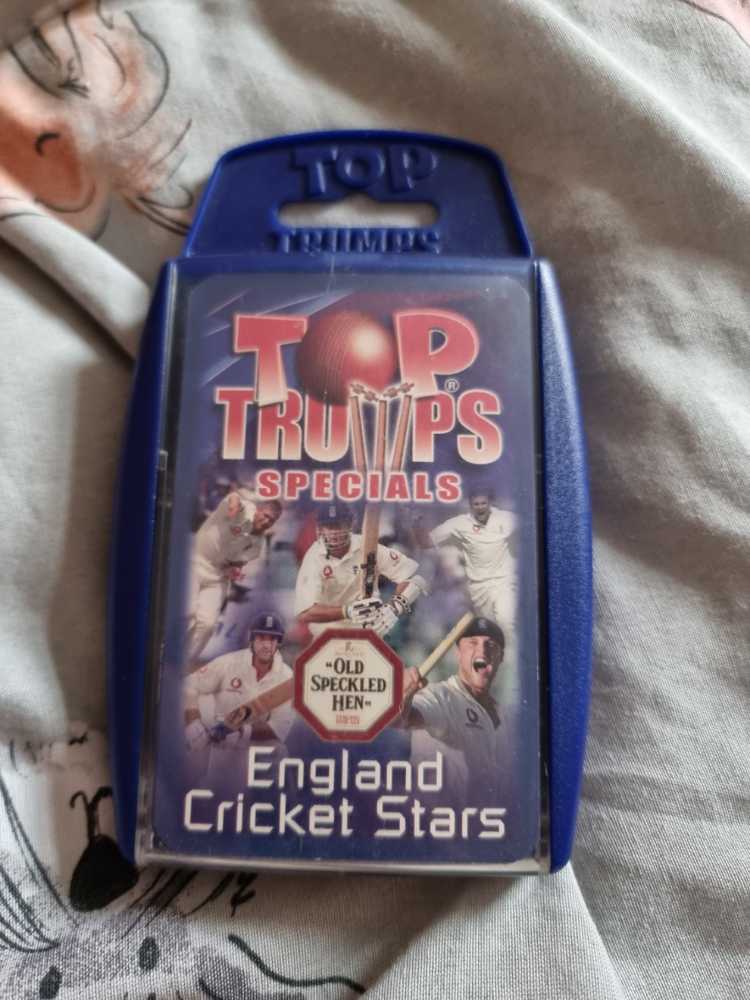 TOP
TRUMPS
TOP®
TRUMPS
SPECIALS
"OLD
SPECKLED
HEN"
England
Cricket Stars